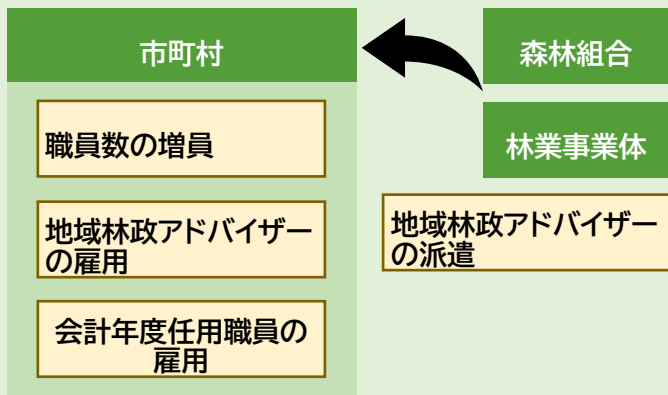 市町村
職員数の増員
地域林政アドバイザー
の雇用
会計年度任用職員の
雇用
森林組合
林業事業体
地域林政アドバイザー
の派遣